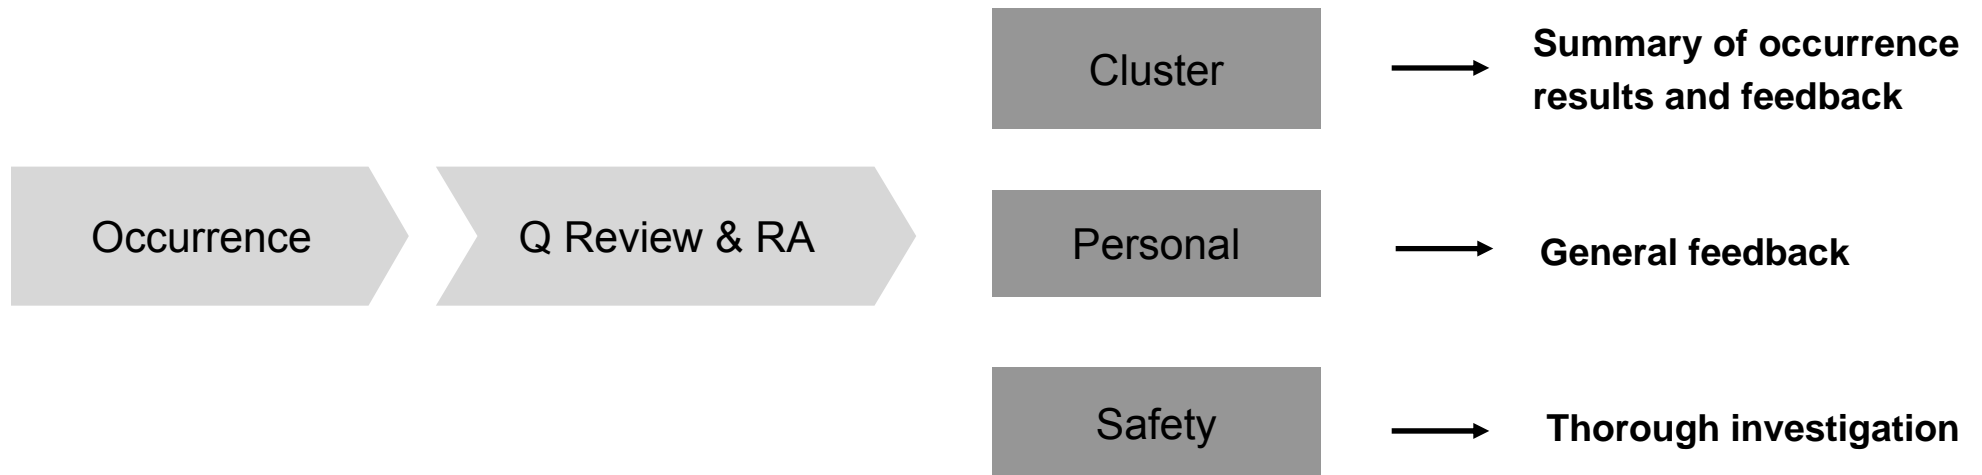 Occurrence
Q Review & RA
Cluster
Summary of occurrence
results and feedback
Personal
General feedback
Safety
Thorough investigation